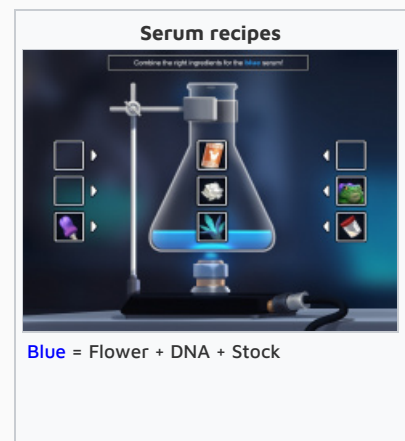 Serum recipes
Combine the right ingredients for the blue serum!
Blue = Flower + DNA + Stock